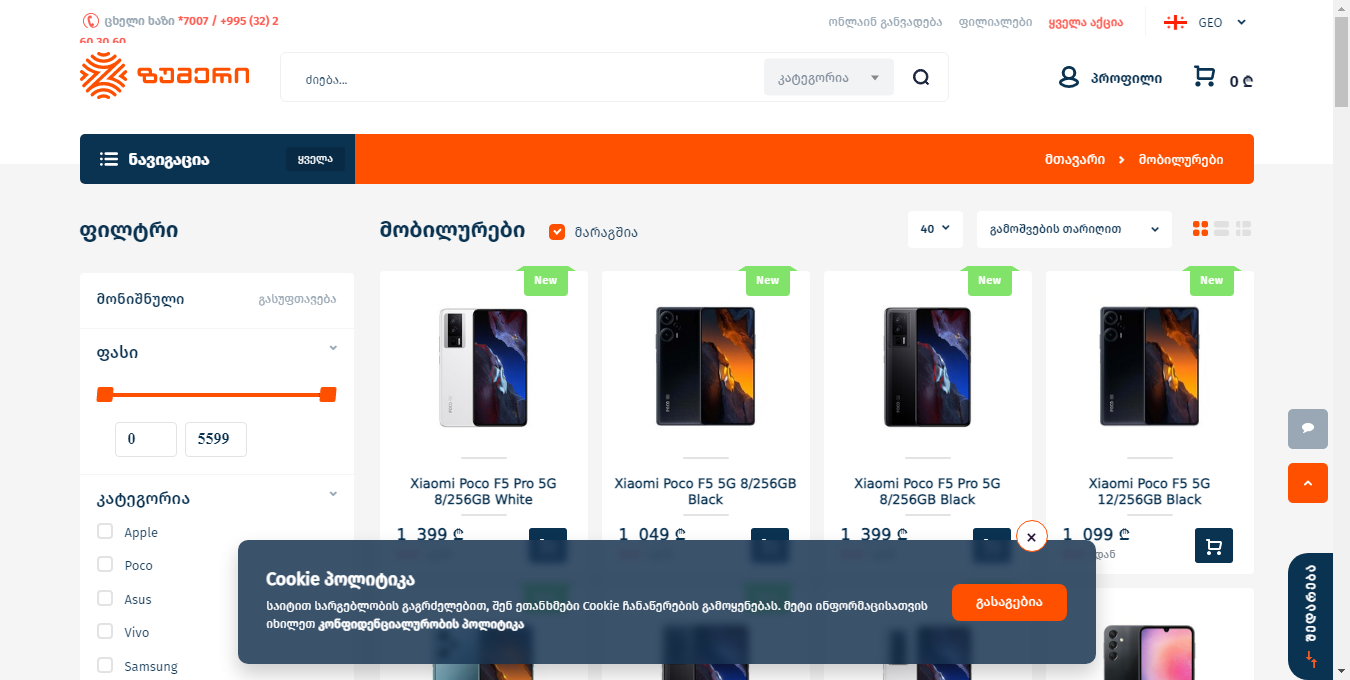 ცხელი ხაზი *7007 / +995 (32) 2
60 30 60
ონლაინ განვადება
ფილიალები
ყველა აქცია
GEO
ზუმერი
ძიება...
კატეგორია
პროფილი
0 ₾
ნავიგაცია
ყველა
მთავარი
მობილურები
ფილტრი
მობილურები
მარაგშია
40
გამოშვების თარიღით
მონიშნული
გასუფთავება
ფასი
0
5599
კატეგორია
Apple
Poco
Asus
Vivo
Samsung
New
New
New
New
Xiaomi Poco F5 Pro 5G
8/256GB White
Xiaomi Poco F5 5G 8/256GB
Black
Xiaomi Poco F5 Pro 5G
8/256GB Black
Xiaomi Poco F5 5G
12/256GB Black
1 399 ₾
1 049 ₾
1 399 ₾
1 099 ₾
დან
Cookie პოლიტიკა
საიტით სარგებლობის გაგრძელებით, შენ ეთანხმები Cookie ჩანაწერების გამოყენებას. მეტი ინფორმაციისათვის
იხილეთ კონფიდენციალურობის პოლიტიკა
გასაგებია
შედარება